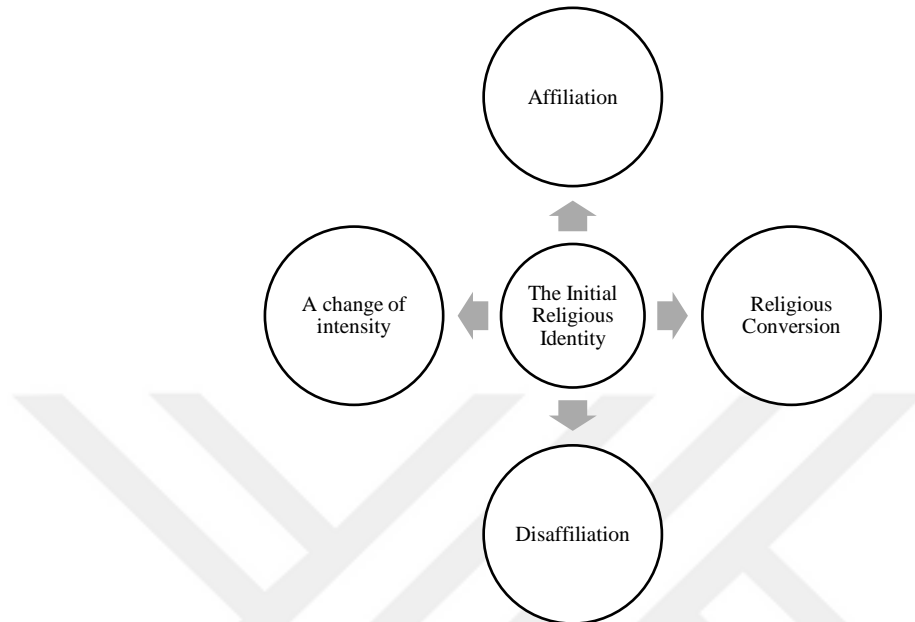 Affiliation
A change of
intensity
The Initial
Religious
Identity
Religious
Conversion
Disaffiliation